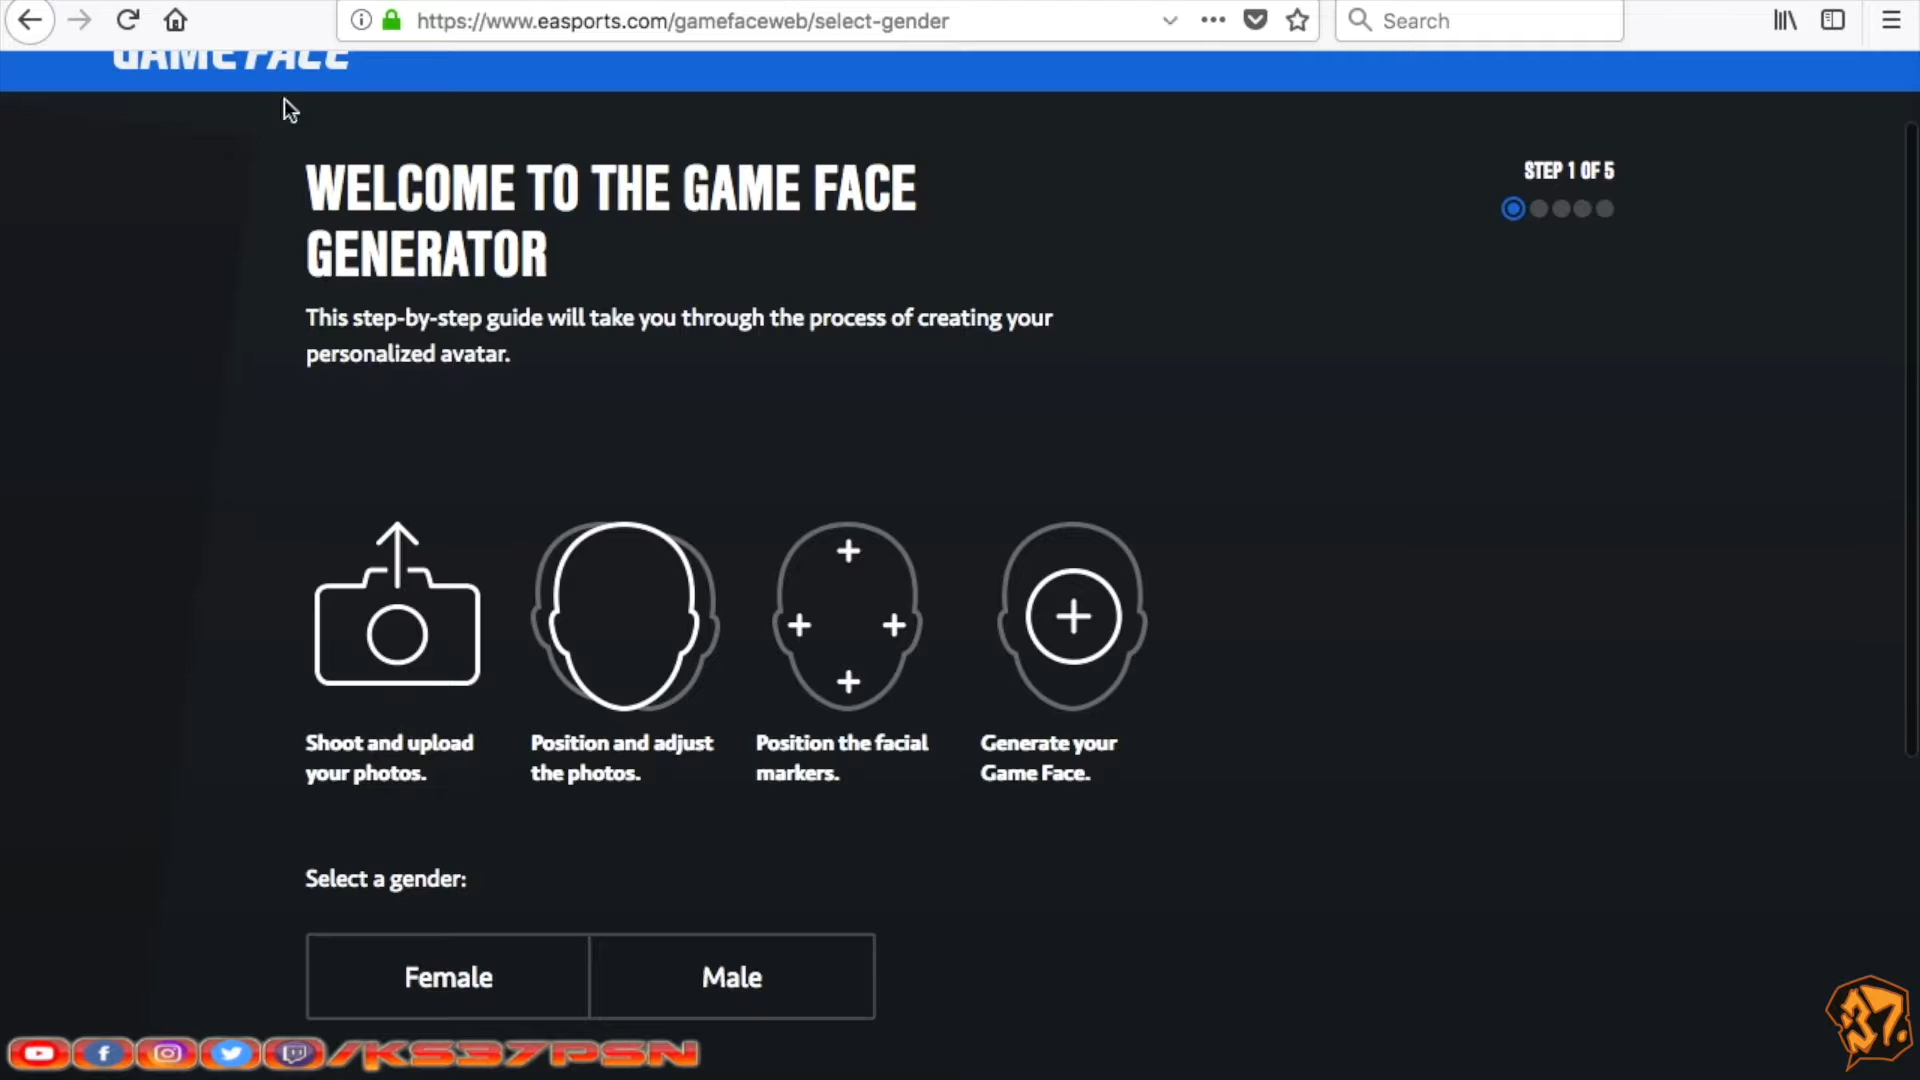 https://www.easports.com/gamefaceweb/select-gender
Search
GAME FACE
WELCOME TO THE GAME FACE
GENERATOR
STEP 1 OF 5
This step-by-step guide will take you through the process of creating your
personalized avatar.
Shoot and upload
your photos.
Position and adjust
the photos.
Position the facial
markers.
Generate your
Game Face.
Select a gender:
Female
Male
/KS37PSN
37.